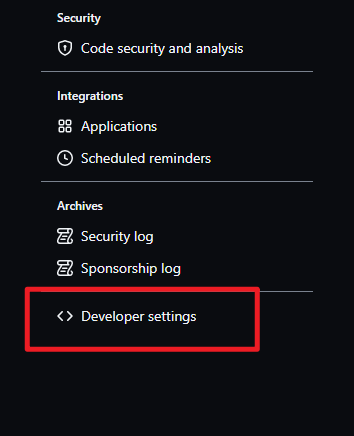 Security
Code security and analysis
Integrations
Applications
Scheduled reminders
Archives
Security log
Sponsorship log
Developer settings